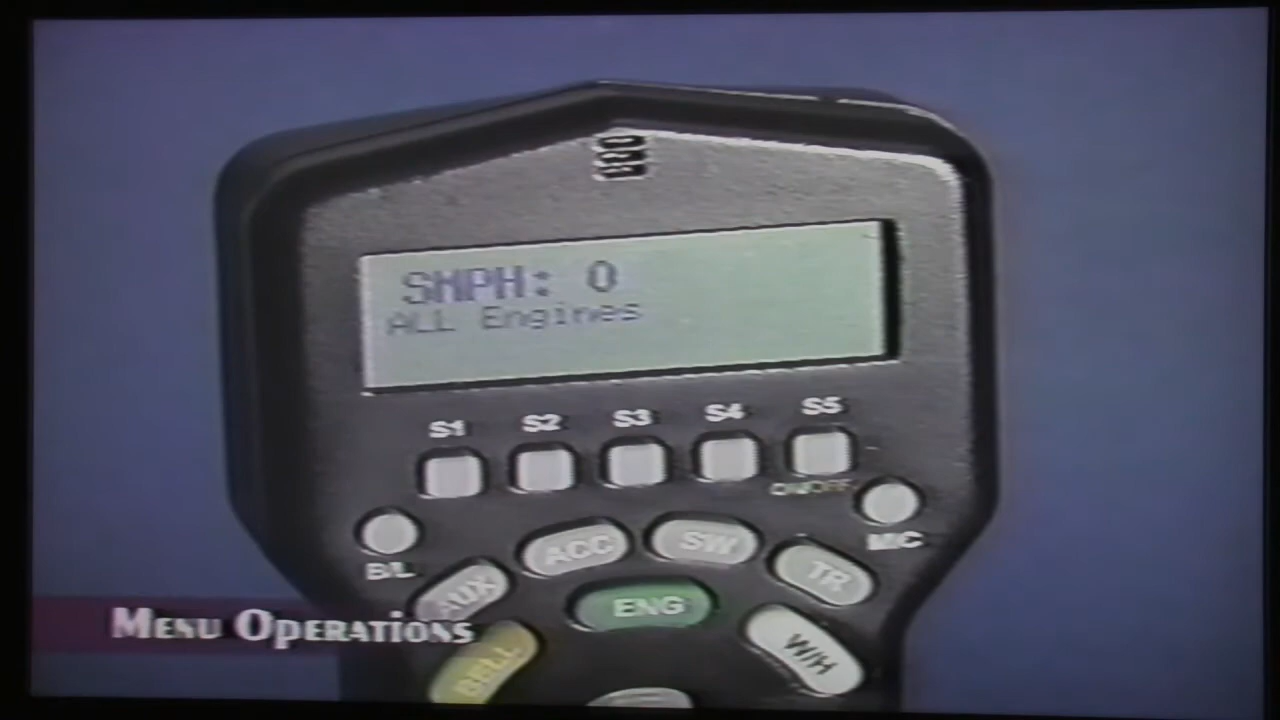 SMPH: 0
ALL Engines
S1 S2 S3 S4 S5
ON/OFF
B/L
ACC
SW
MC
AUX
TR
ENG
MENU OPERATIONS
BELL
W/H